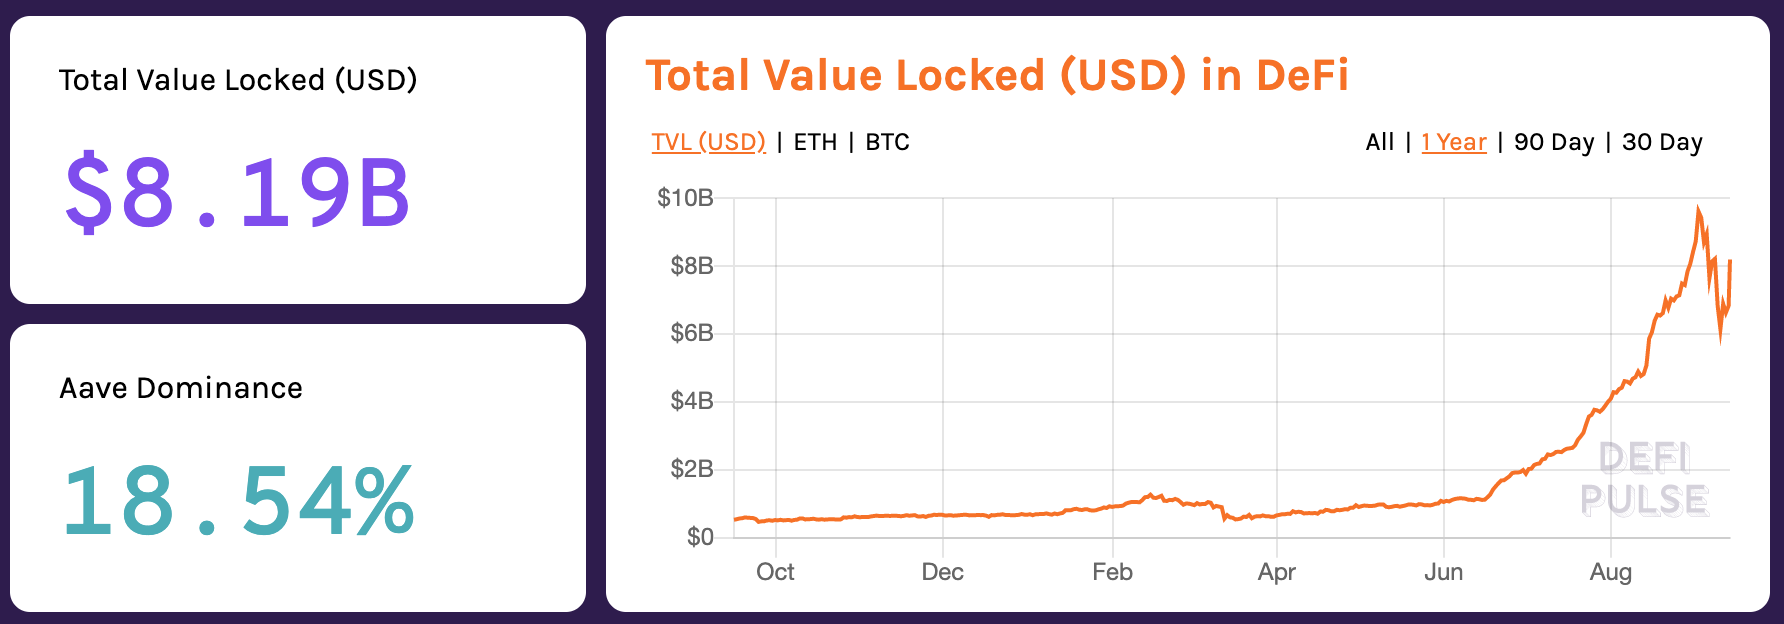 Total Value Locked (USD)
$8.19B
Aave Dominance
18.54%
Total Value Locked (USD) in DeFi
TVL (USD) | ETH | BTC
All | 1 Year | 90 Day | 30 Day
$10B
$8B
$6B
$4B
$2B
$0
Oct Dec Feb Apr Jun Aug
DEFI
PULSE